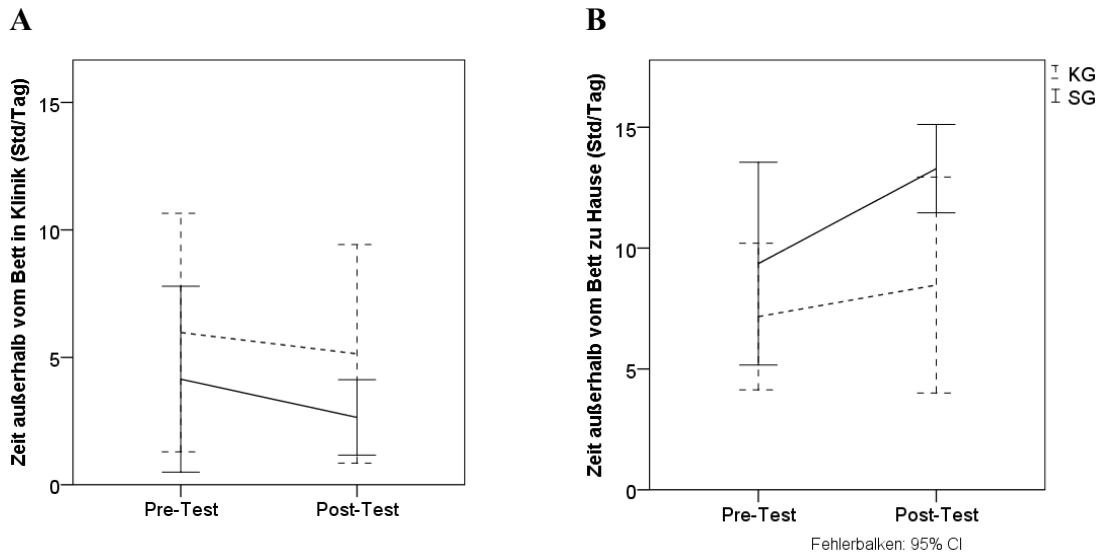 A
Zeit außerhalb vom Bett in Klinik (Std/Tag)
15
10
5
0
Pre-Test
Post-Test
B
Zeit außerhalb vom Bett zu Hause (Std/Tag)
15
10
5
0
Pre-Test
Post-Test
KG
SG
Fehlerbalken: 95% CI